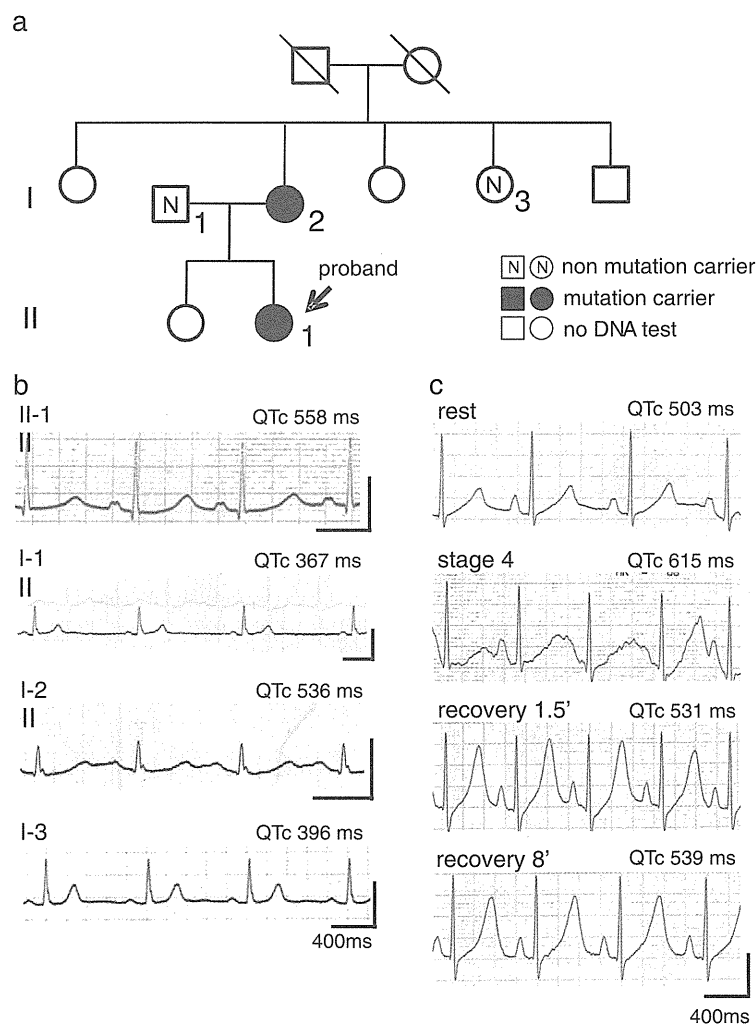 a
N
N
I
1
2
3
proband
II
1
N N non mutation carrier
mutation carrier
no DNA test
b
II-1
QTc 558 ms
II
I-1
QTc 367 ms
II
I-2
QTc 536 ms
II
I-3
QTc 396 ms
400ms
c
rest
QTc 503 ms
stage 4
QTc 615 ms
recovery 1.5'
QTc 531 ms
recovery 8'
QTc 539 ms
400ms